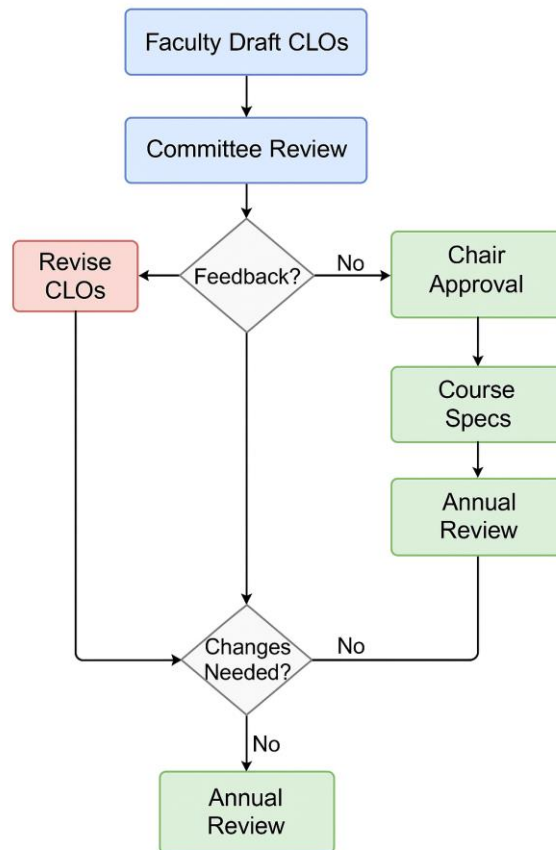 Faculty Draft CLOs
Committee Review
Revise
CLOs
Feedback?
No
Chair
Approval
Course
Specs
Annual
Review
Changes
Needed?
No
No
Annual
Review